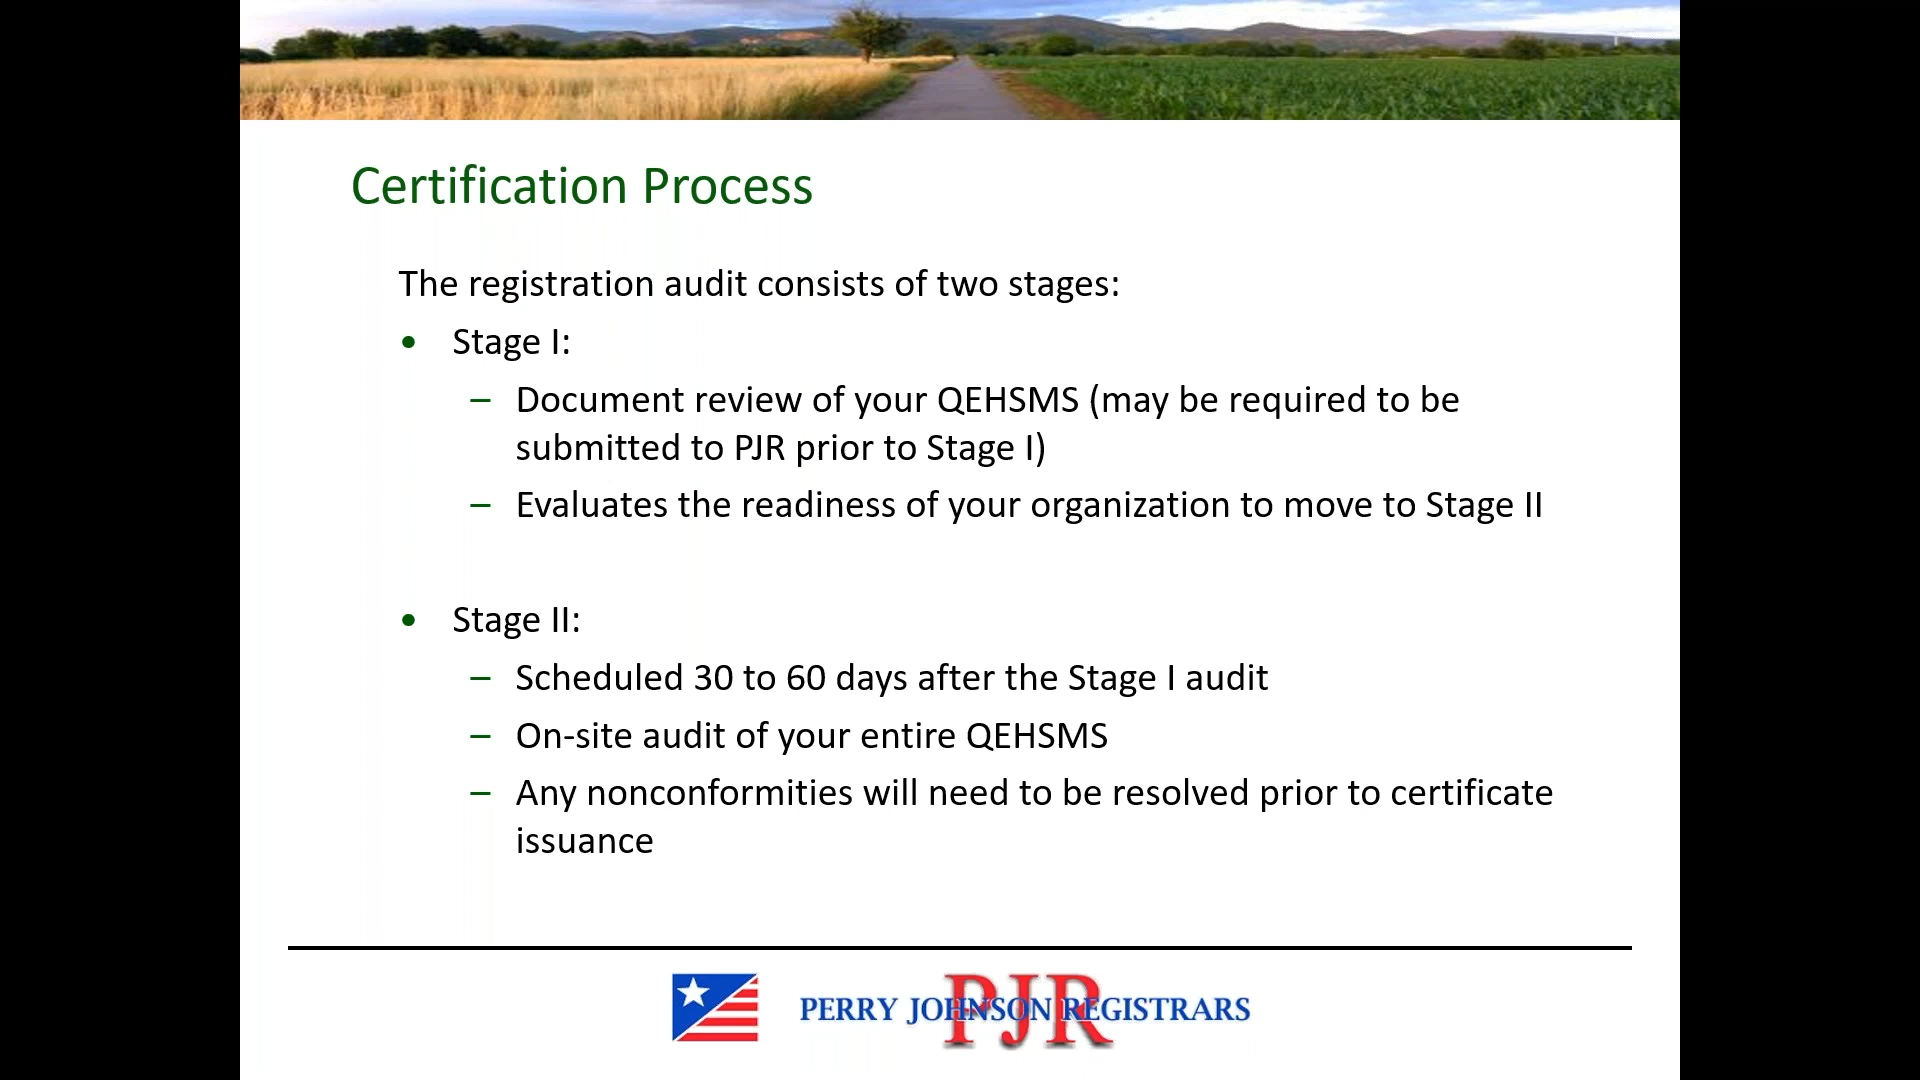 Certification Process
The registration audit consists of two stages:
• Stage I:
– Document review of your QEHSMS (may be required to be
submitted to PJR prior to Stage I)
– Evaluates the readiness of your organization to move to Stage II
• Stage II:
– Scheduled 30 to 60 days after the Stage I audit
– On-site audit of your entire QEHSMS
– Any nonconformities will need to be resolved prior to certificate
issuance
PJR
PERRY JOHNSON REGISTRARS